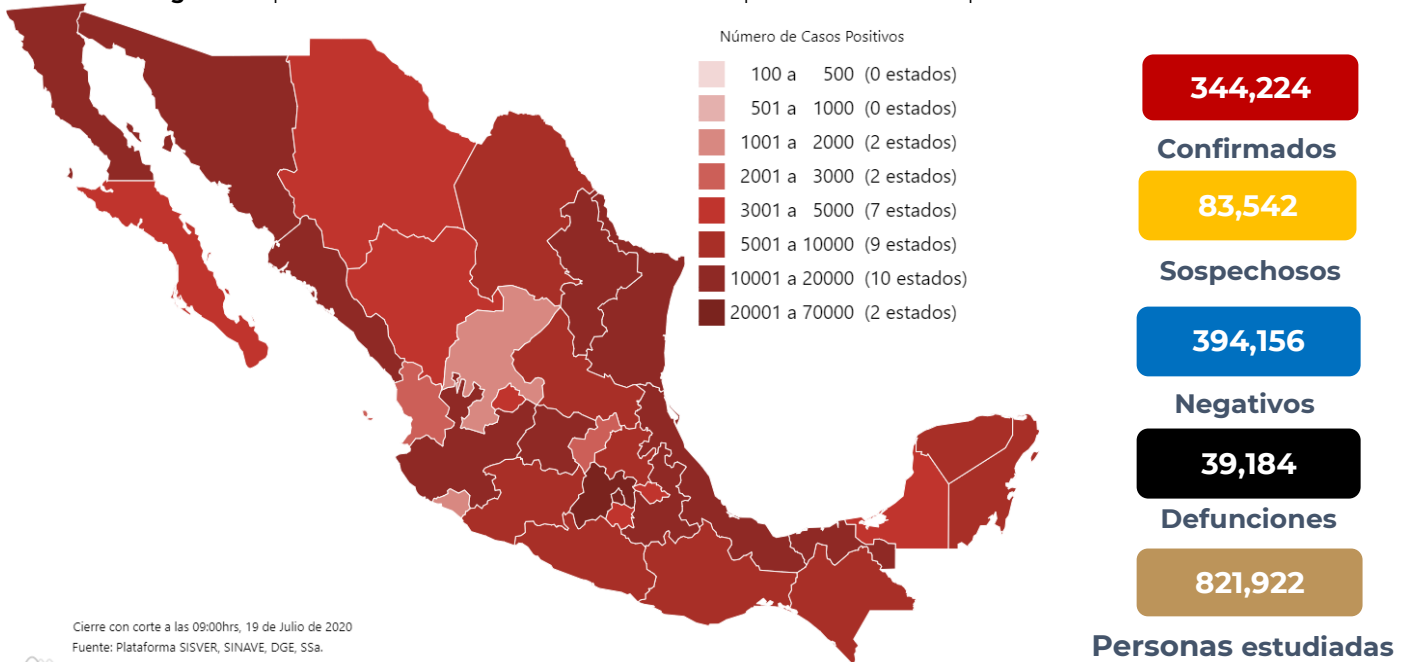 Número de Casos Positivos
100 a 500 (0 estados)
501 a 1000 (0 estados)
1001 a 2000 (2 estados)
2001 a 3000 (2 estados)
3001 a 5000 (7 estados)
5001 a 10000 (9 estados)
10001 a 20000 (10 estados)
20001 a 70000 (2 estados)
344,224
Confirmados
83,542
Sospechosos
394,156
Negativos
39,184
Defunciones
821,922
Personas estudiadas
Cierre con corte a las 09:00hrs, 19 de Julio de 2020
Fuente: Plataforma SISVER, SINAVE, DGE, SSa.